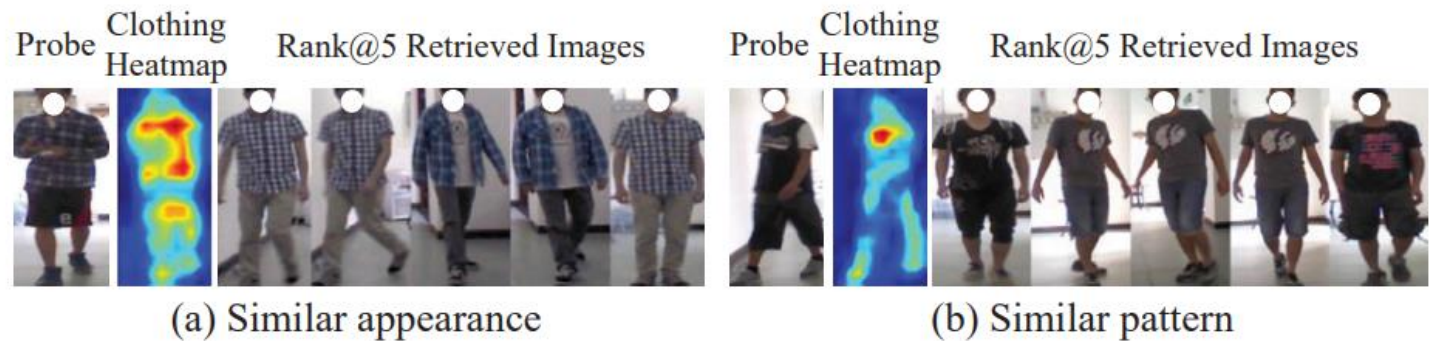 Probe
Clothing
Heatmap
Rank@5 Retrieved Images
Probe
Clothing
Heatmap
Rank@5 Retrieved Images
(a) Similar appearance
(b) Similar pattern